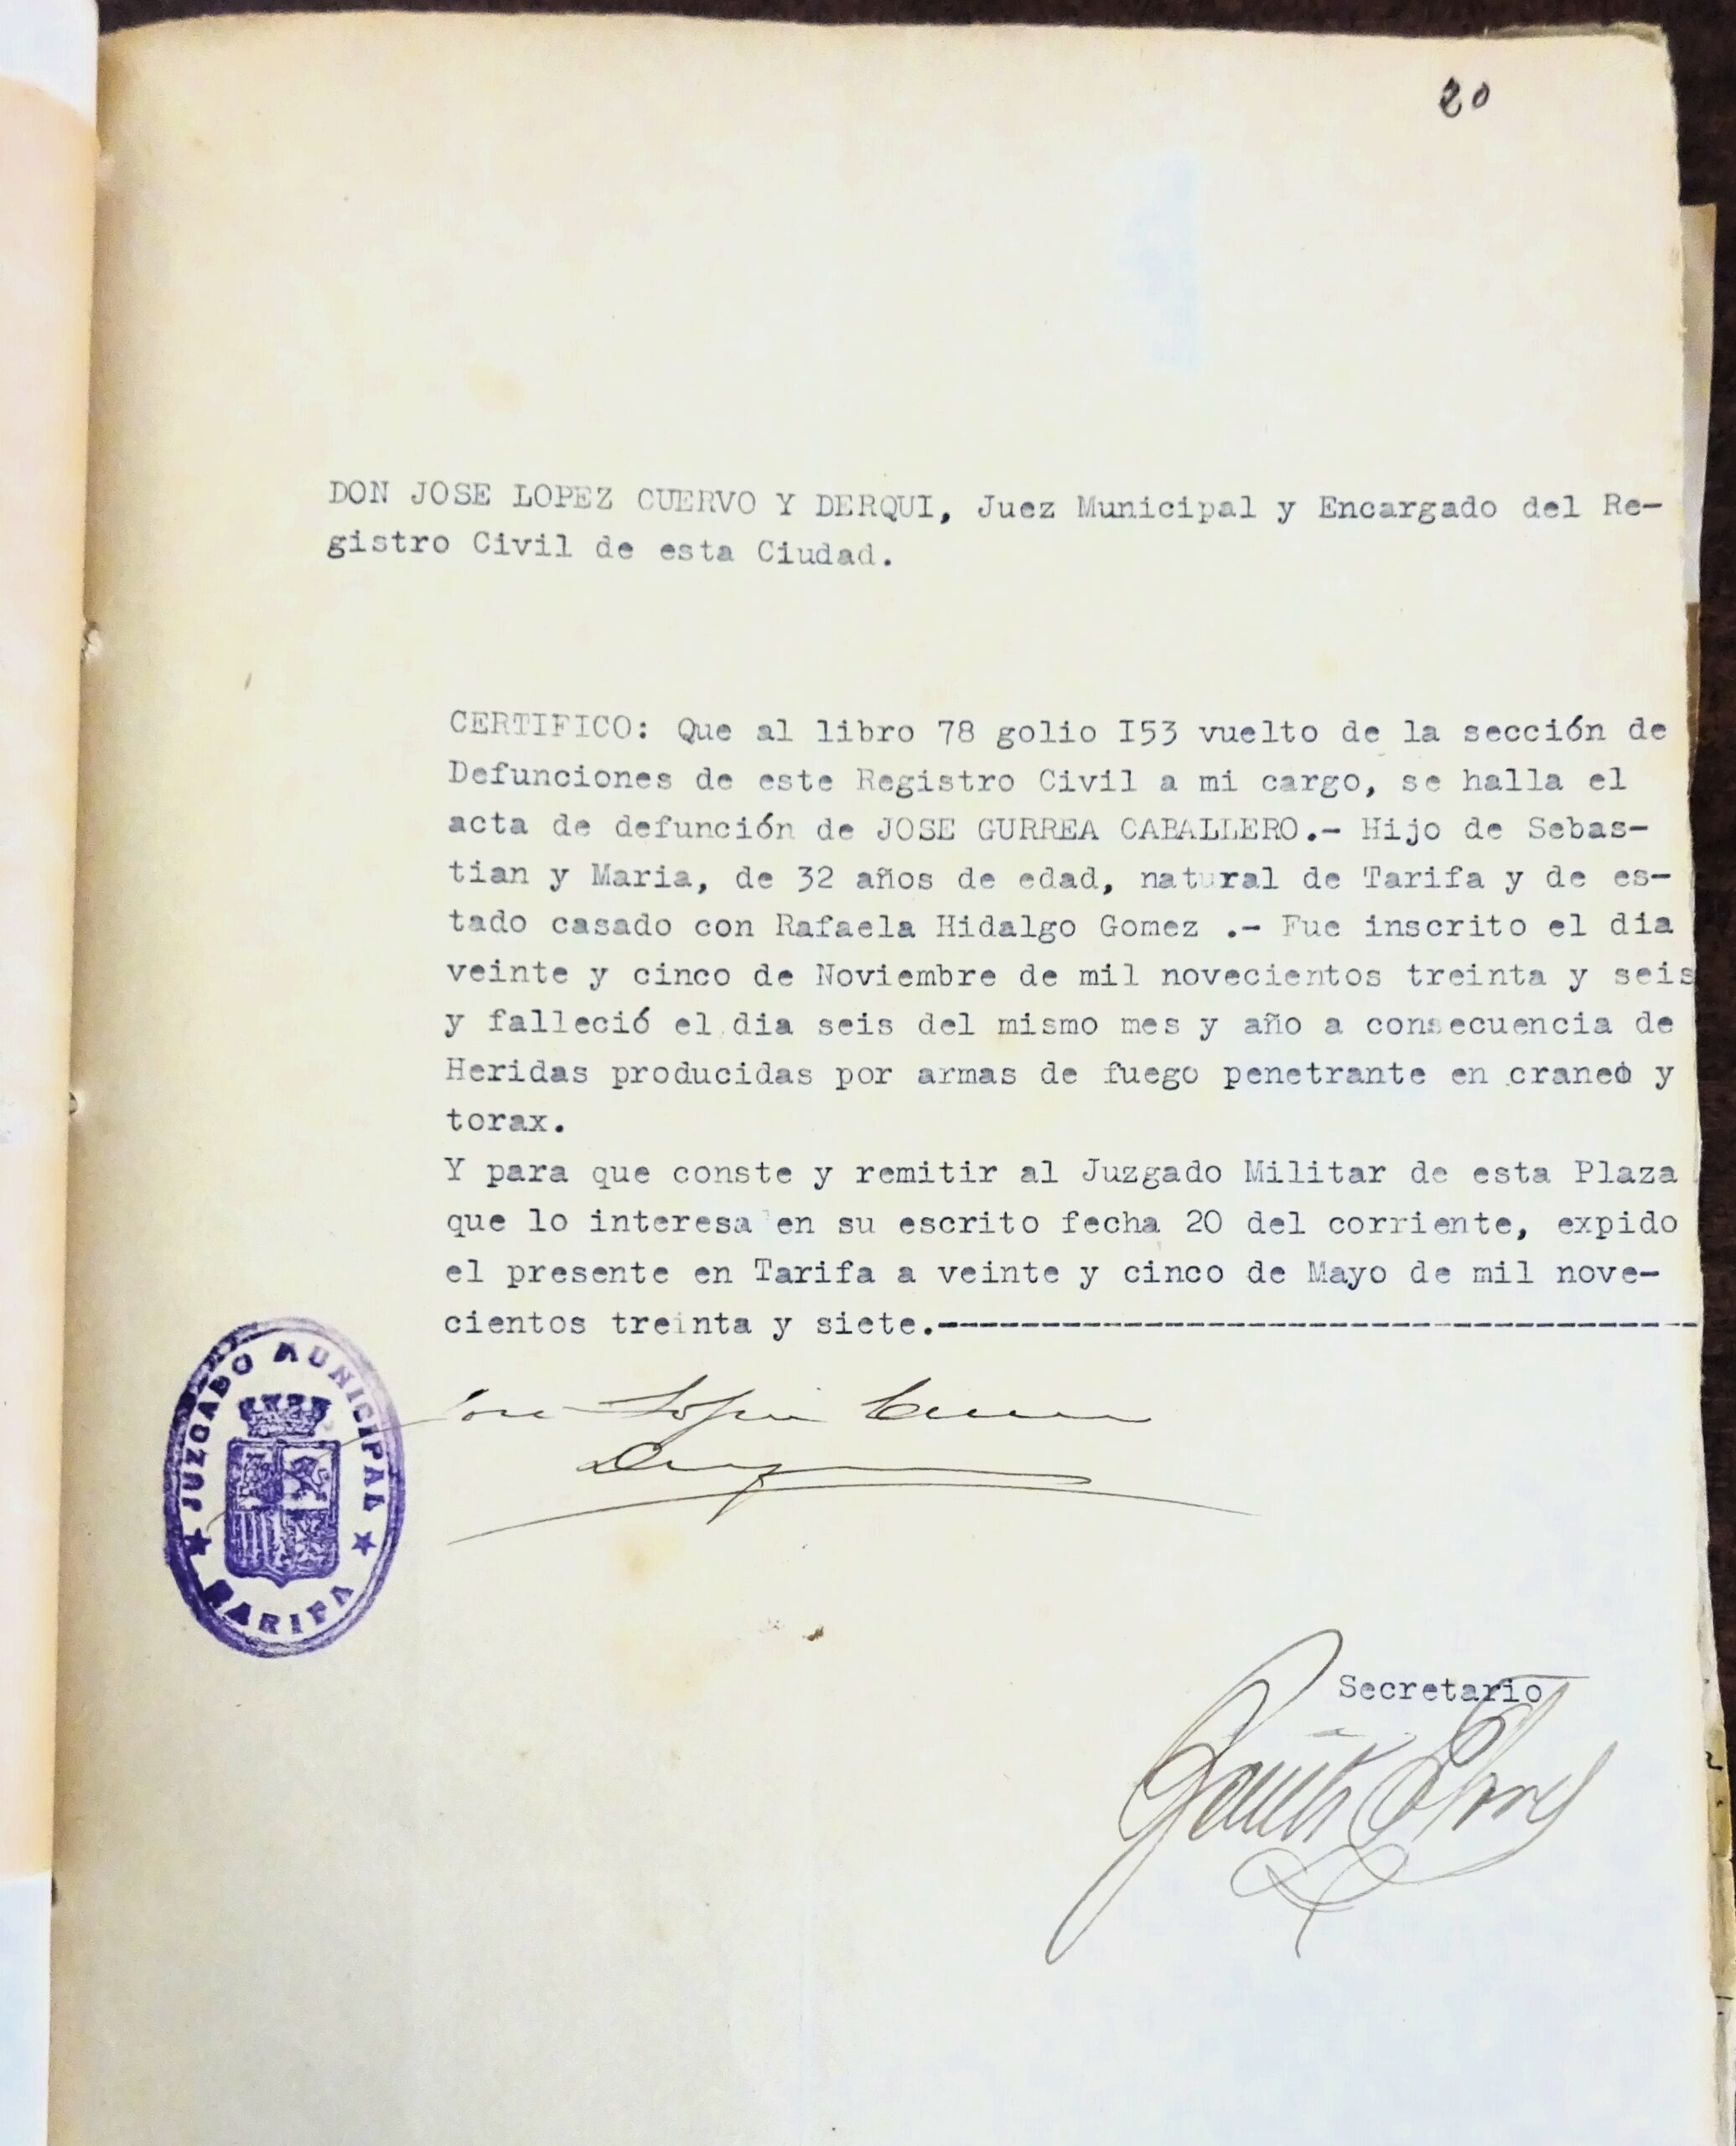 20
DON JOSE LOPEZ CUERVO Y DERQUI, Juez Municipal y Encargado del Re-
gistro Civil de esta Ciudad.
CERTIFICO: Que al libro 78 golio I53 vuelto de la sección de
Defunciones de este Registro Civil a mi cargo, se halla el
acta de defunción de JOSE GURREA CABALLERO.- Hijo de Sebas-
tian y Maria, de 32 años de edad, natural de Tarifa y de es-
tado casado con Rafaela Hidalgo Gomez .- Fue inscrito el dia
veinte y cinco de Noviembre de mil novecientos treinta y seis
y falleció el dia seis del mismo mes y año a consecuencia de
Heridas producidas por armas de fuego penetrante en craneo y
torax.
Y para que conste y remitir al Juzgado Militar de esta Plaza
que lo interesa en su escrito fecha 20 del corriente, expido
el presente en Tarifa a veinte y cinco de Mayo de mil nove-
cientos treinta y siete.-------------------------------------
JUZGADO MUNICIPAL
TARIFA
Jose Lopez Cuervo
Derqui
Secretario